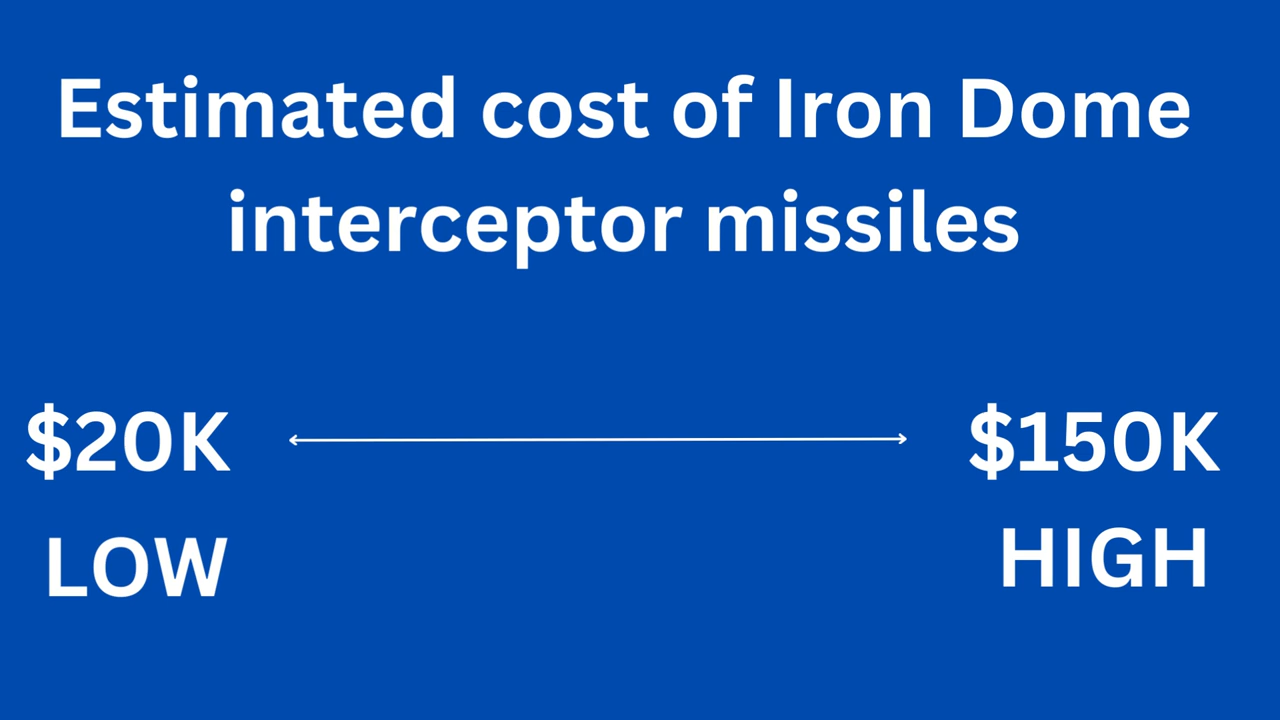 Estimated cost of Iron Dome
interceptor missiles
$20K
$150K
LOW
HIGH